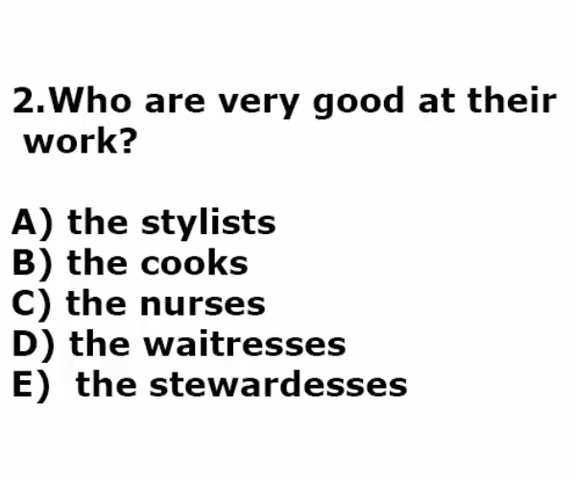 2.Who are very good at their
work?
A) the stylists
B) the cooks
C) the nurses
D) the waitresses
E) the stewardesses